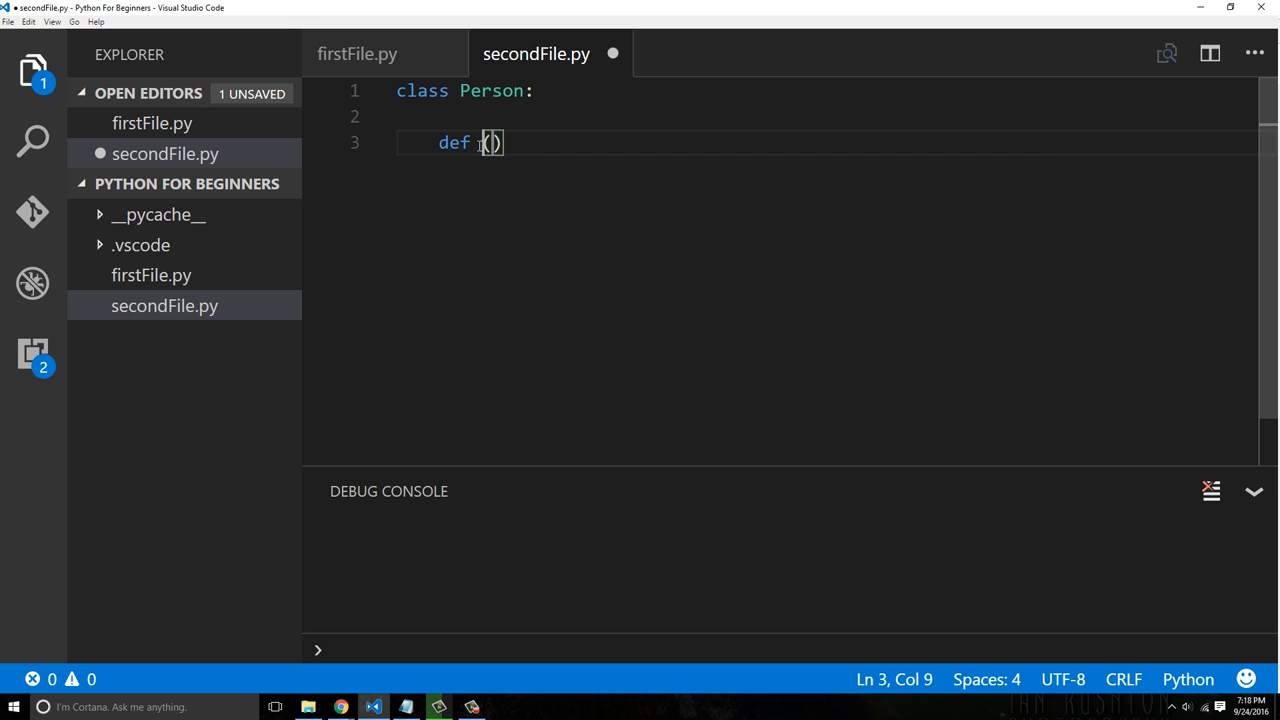 secondFile.py - Python For Beginners - Visual Studio Code
File Edit View Go Help
EXPLORER
firstFile.py
secondFile.py
OPEN EDITORS 1 UNSAVED
firstFile.py
secondFile.py
PYTHON FOR BEGINNERS
__pycache__
.vscode
firstFile.py
secondFile.py
1
2
1 class Person:
2
3 def ()
DEBUG CONSOLE
0 0
Ln 3, Col 9 Spaces: 4 UTF-8 CRLF Python
I'm Cortana. Ask me anything.
IAN RUSHTON
7:18 PM
9/24/2016